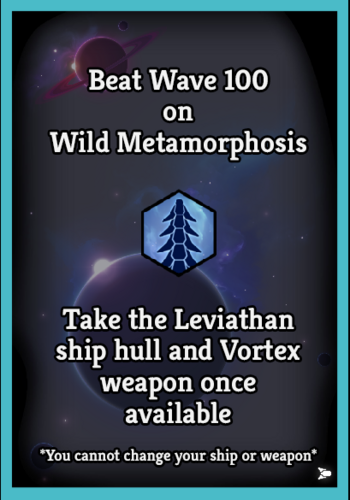 Beat Wave 100
on
Wild Metamorphosis
Take the Leviathan
ship hull and Vortex
weapon once
available
*You cannot change your ship or weapon*